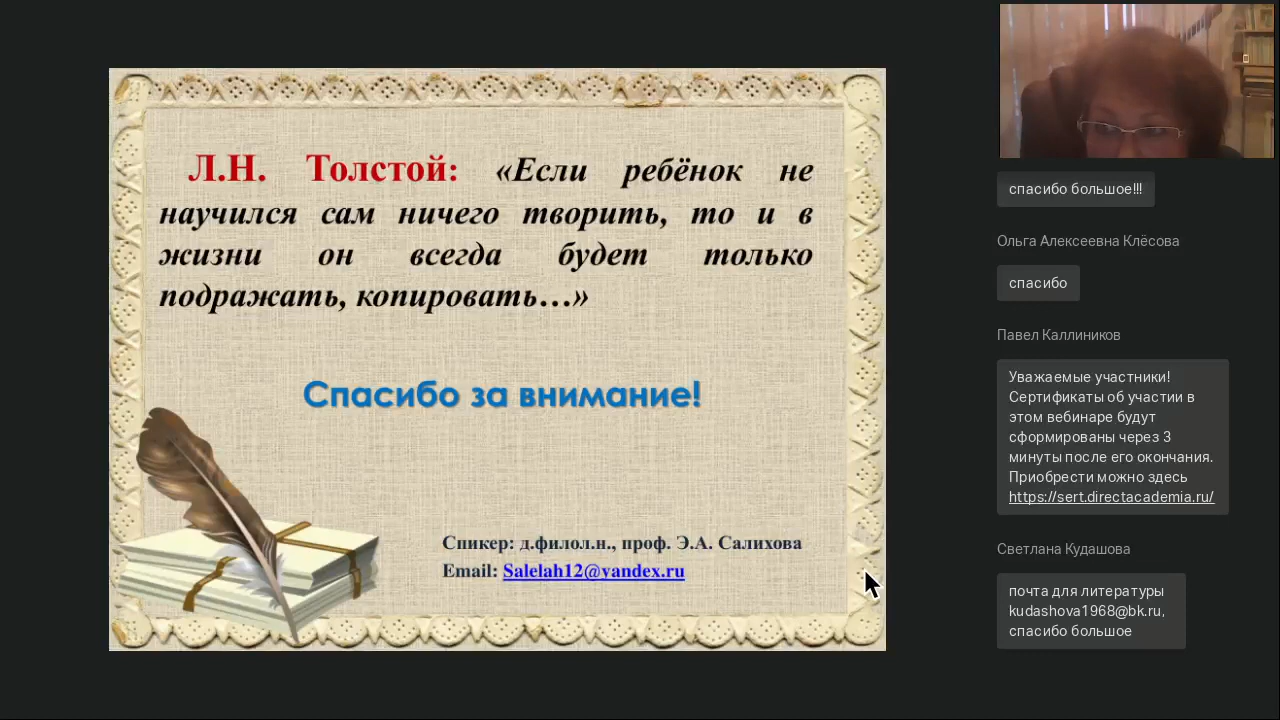 Л.Н. Толстой: «Если ребёнок не
научился сам ничего творить, то и в
жизни он всегда будет только
подражать, копировать…»
Спасибо за внимание!
Спикер: д.филол.н., проф. Э.А. Салихова
Email: Salelah12@yandex.ru
спасибо большое!!!
Ольга Алексеевна Клёсова
спасибо
Павел Каллиников
Уважаемые участники!
Сертификаты об участии в
этом вебинаре будут
сформированы через 3
минуты после его окончания.
Приобрести можно здесь
https://sert.directacademia.ru/
Светлана Кудашова
почта для литературы
kudashova1968@bk.ru,
спасибо большое